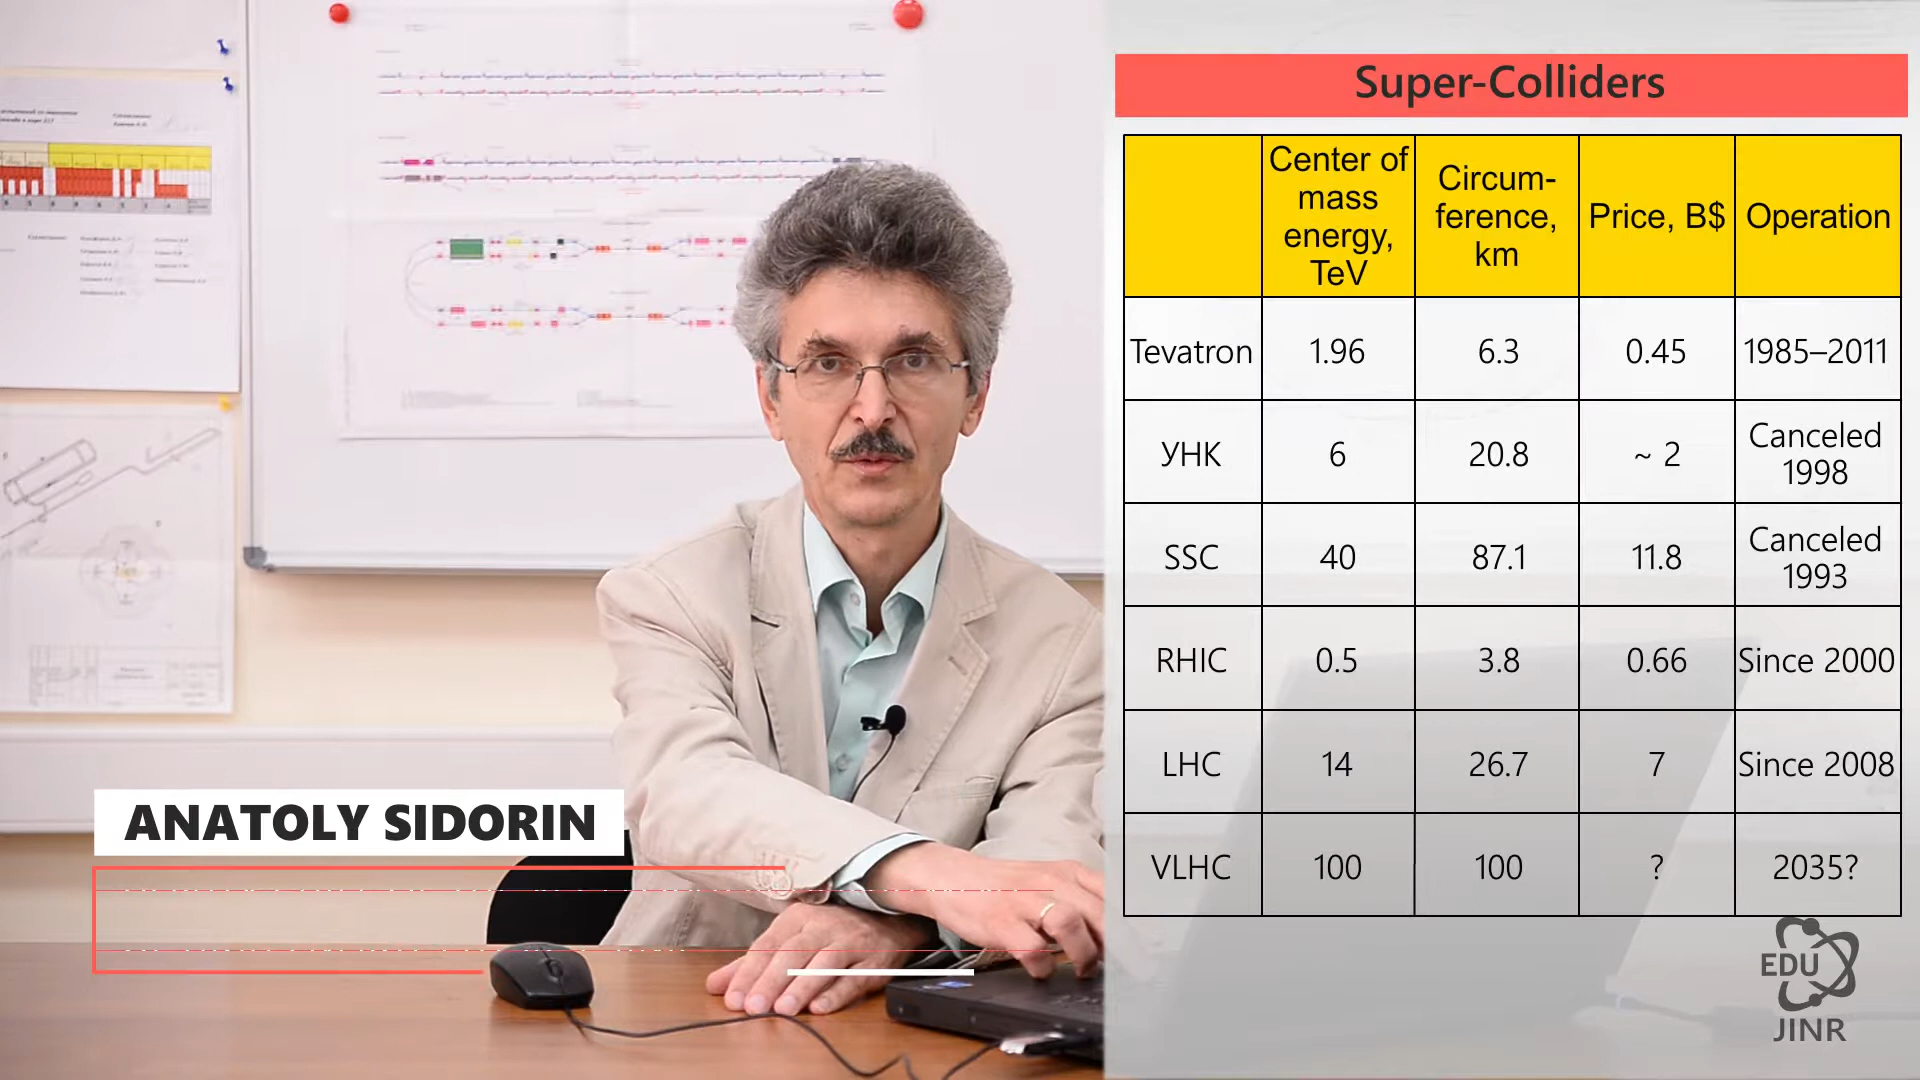 Super-Colliders
Center of
mass
energy,
TeV
Circum-
ference,
km
Price, B$
Operation
Tevatron 1.96 6.3 0.45 1985–2011
УНК 6 20.8 ~ 2 Canceled
1998
SSC 40 87.1 11.8 Canceled
1993
RHIC 0.5 3.8 0.66 Since 2000
LHC 14 26.7 7 Since 2008
VLHC 100 100 ? 2035?
ANATOLY SIDORIN
EDU
JINR